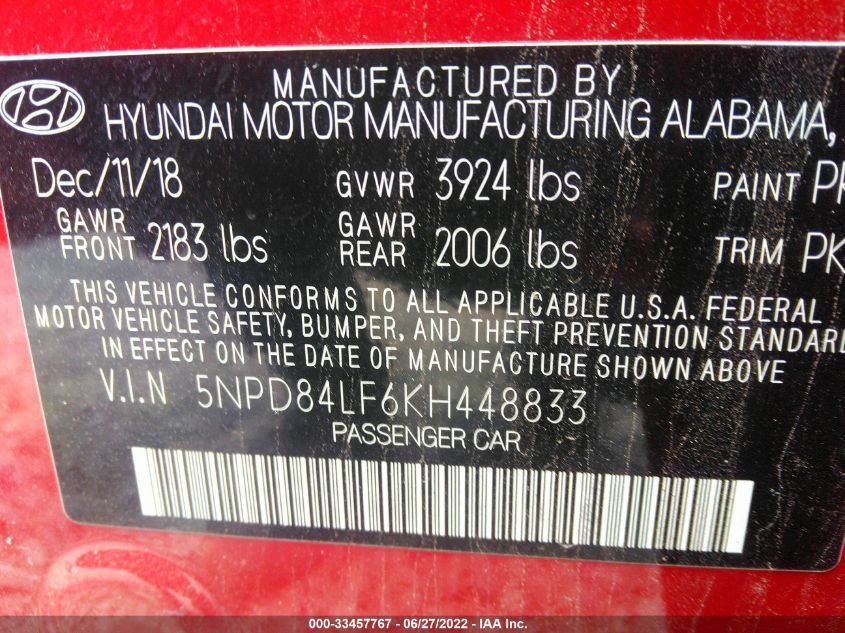 MANUFACTURED BY
HYUNDAI MOTOR MANUFACTURING ALABAMA,
Dec/11/18 GVWR 3924 lbs PAINT
GAWR FRONT 2183 lbs GAWR REAR 2006 lbs TRIM PK
THIS VEHICLE CONFORMS TO ALL APPLICABLE U.S.A. FEDERAL
MOTOR VEHICLE SAFETY, BUMPER, AND THEFT PREVENTION STANDARD
IN EFFECT ON THE DATE OF MANUFACTURE SHOWN ABOVE
V.I.N 5NPD84LF6KH448833
PASSENGER CAR
000-33457767 - 06/27/2022 - IAA Inc.